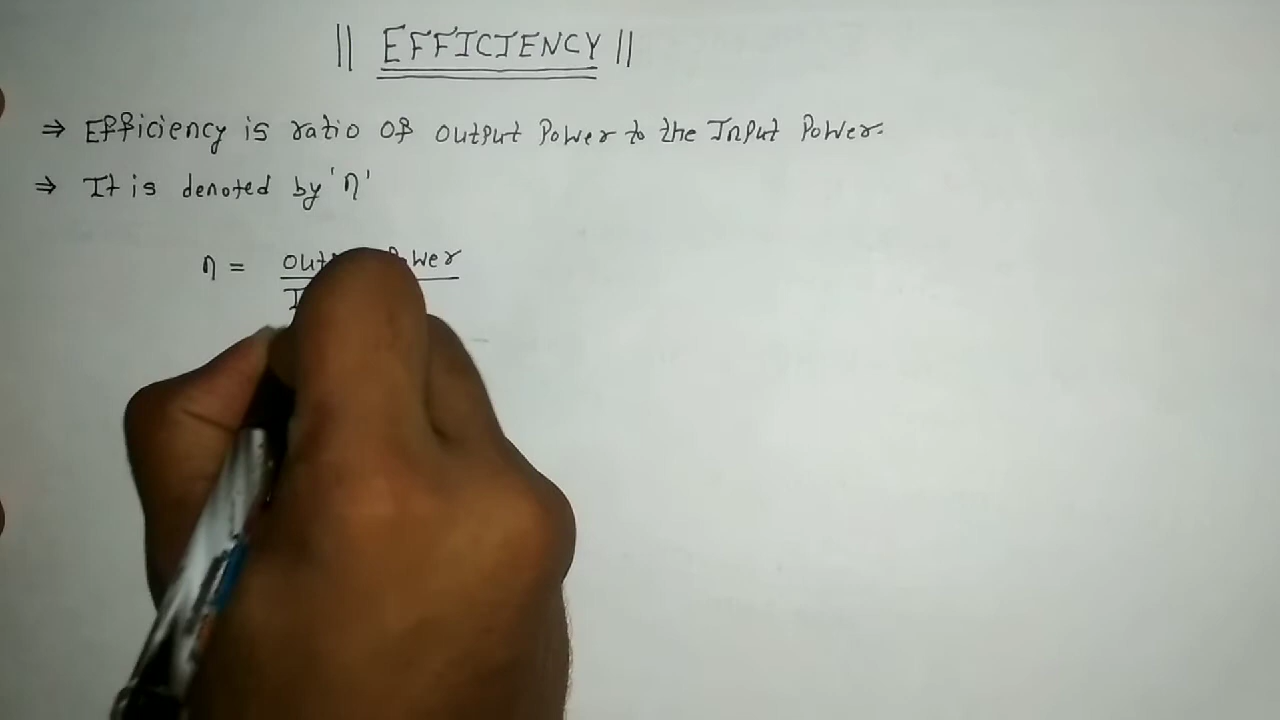 || EFFICIENCY ||
⇒ Efficiency is ratio of output Power to the Input Power.
⇒ It is denoted by 'η'
η =